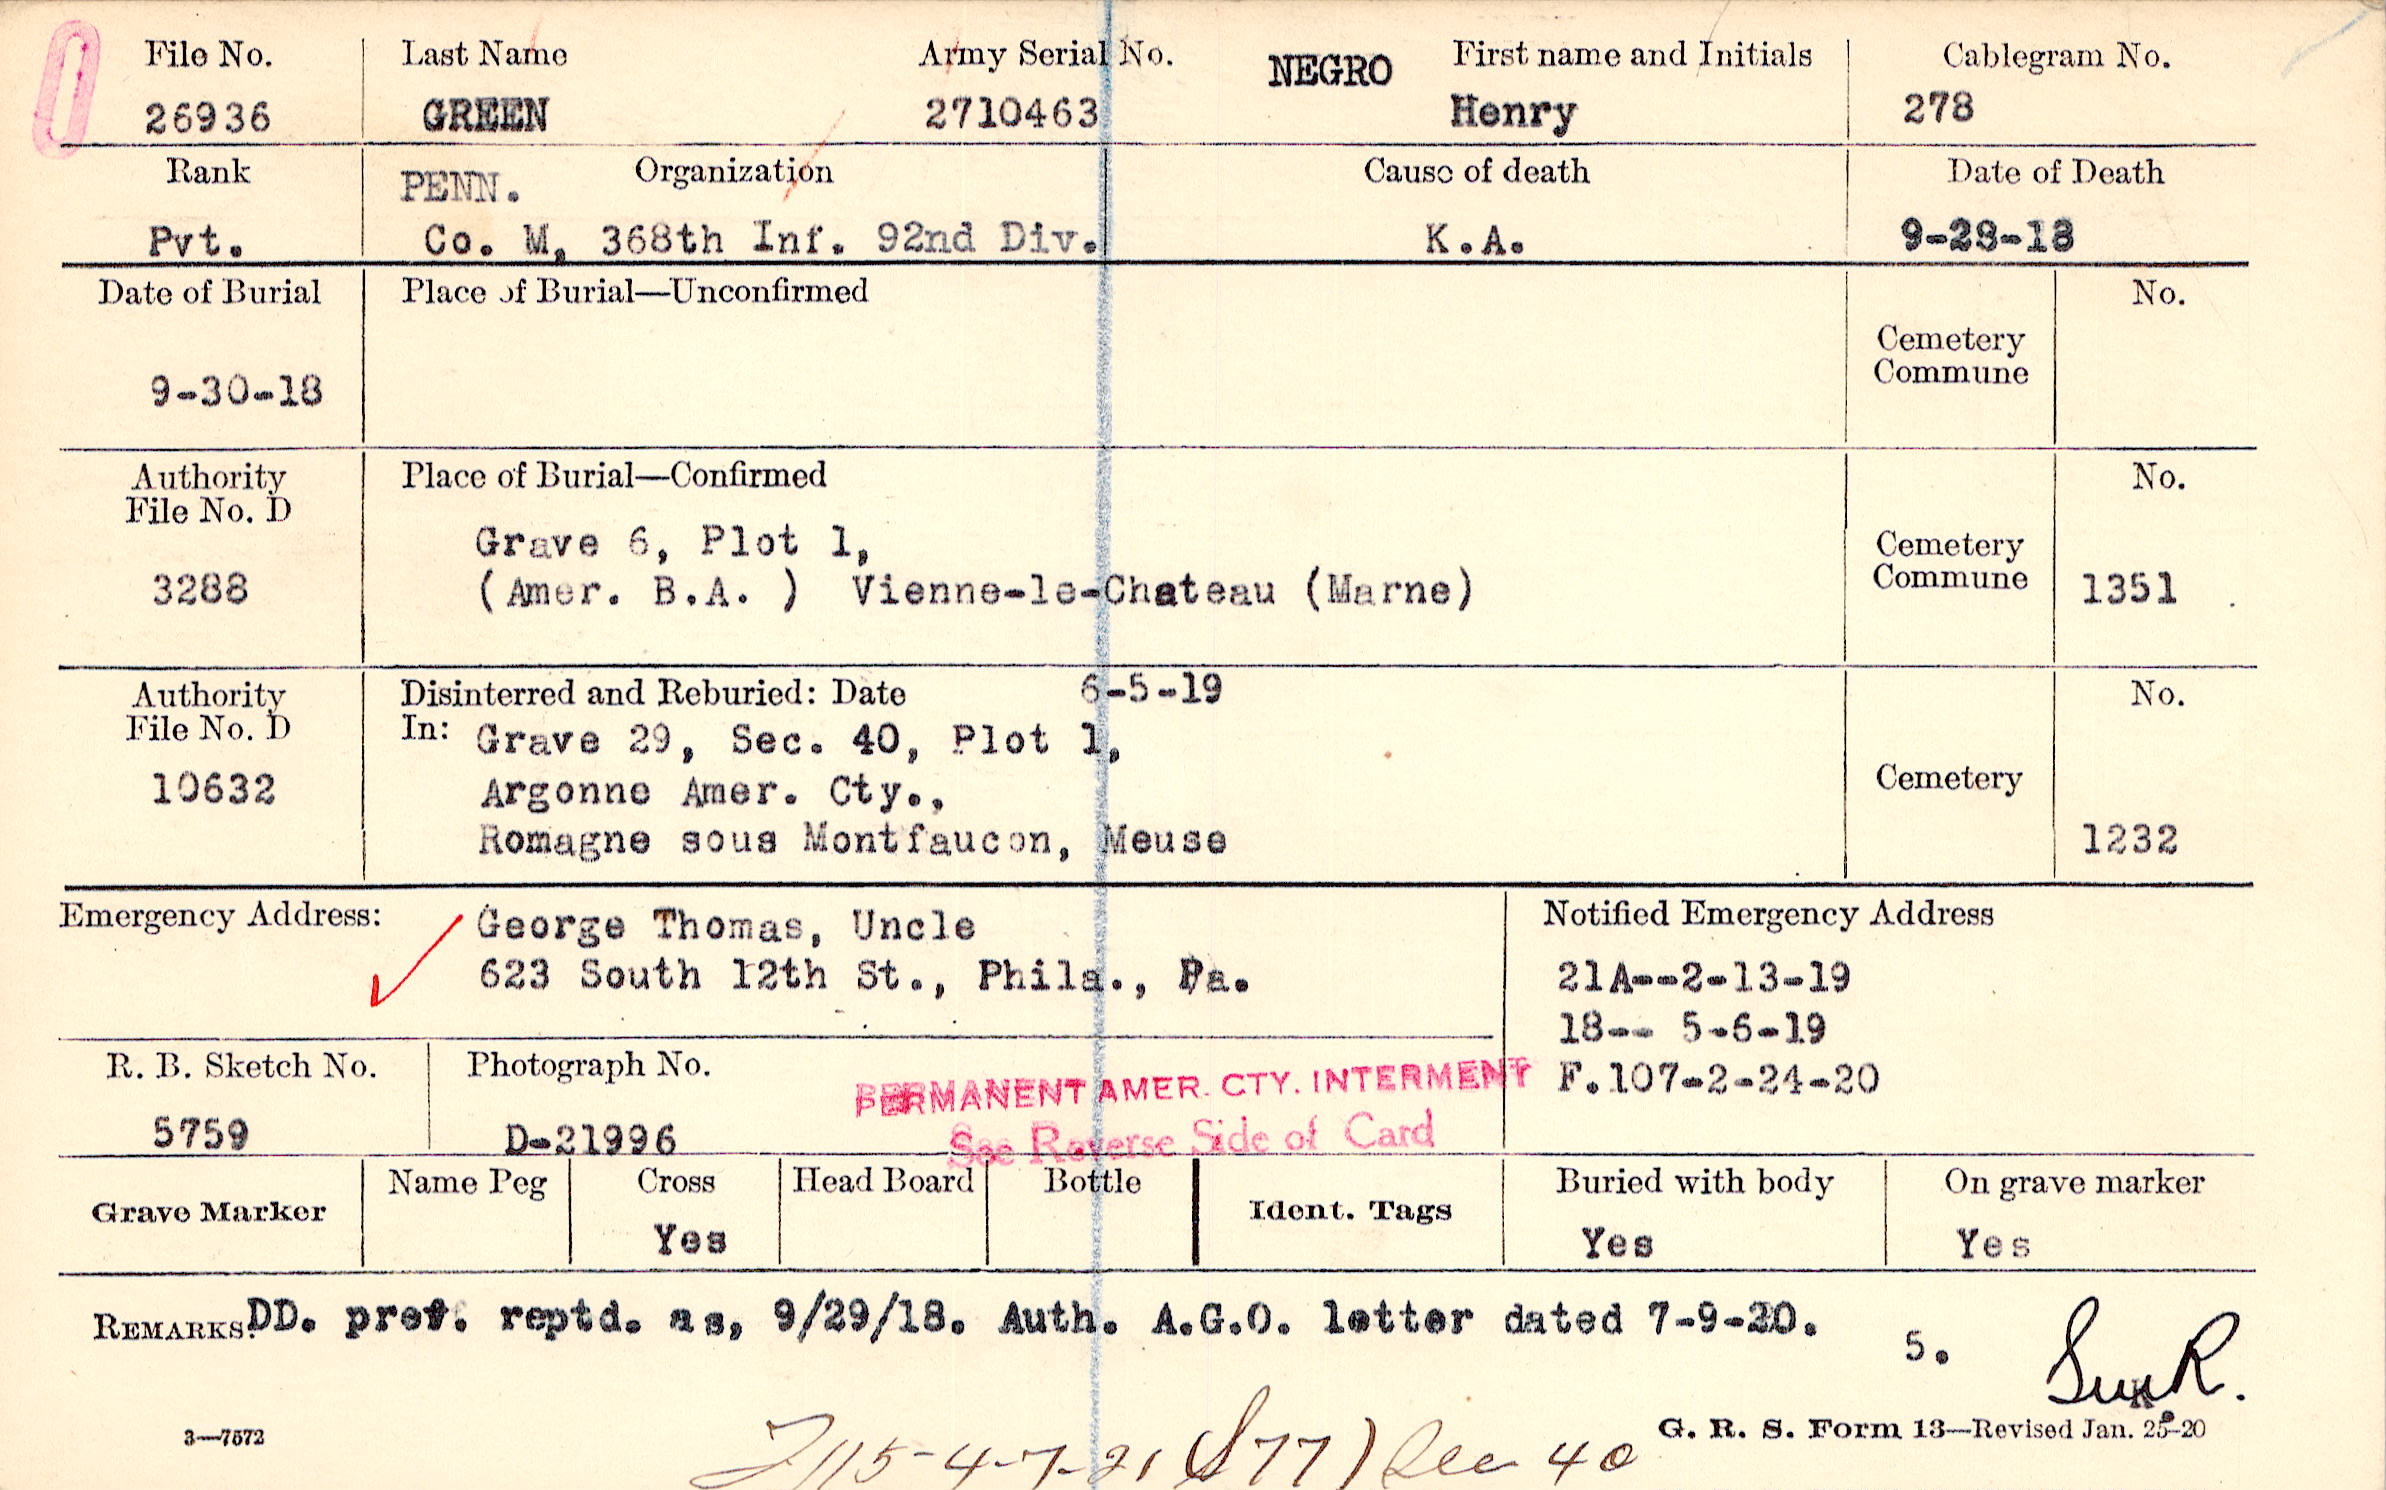 File No. Last Name Army Serial No. NEGRO First name and Initials Cablegram No.
26936 GREEN 2710463 Henry 278
Rank PENN. Organization Cause of death Date of Death
Pvt. Co. M, 368th Inf. 92nd Div. K.A. 9-28-18
Date of Burial Place of Burial—Unconfirmed No.
Cemetery
Commune
9-30-18
Authority Place of Burial—Confirmed No.
File No. D
Grave 6, Plot 1,
Cemetery
3288 (Amer. B.A. ) Vienne-le-Chateau (Marne) Commune 1351
Authority Disinterred and Reburied: Date 6-5-19 No.
File No. D In: Grave 29, Sec. 40, Plot 1,
10632 Argonne Amer. Cty., Cemetery
Romagne sous Montfaucon, Meuse 1232
Emergency Address: George Thomas, Uncle Notified Emergency Address
623 South 12th St., Phila., Pa. 21A--2-13-19
18-- 5-6-19
R. B. Sketch No. Photograph No. PERMANENT AMER. CTY. INTERMENT F.107-2-24-20
5759 D-21996 See Reverse Side of Card
Grave Marker Name Peg Cross Head Board Bottle Ident. Tags Buried with body On grave marker
Yes Yes Yes
REMARKS: DD. prev. reptd. as, 9/29/18. Auth. A.G.O. letter dated 7-9-20.
5.
3—7572 G. R. S. Form 13—Revised Jan. 25-20
115-4-7-21 (S77) Sec 40